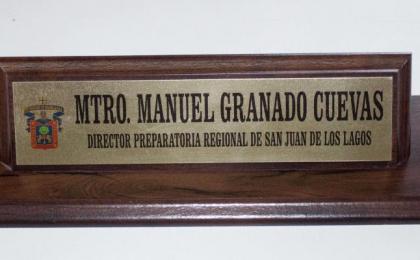 MTRO. MANUEL GRANADO CUEVAS
DIRECTOR PREPARATORIA REGIONAL DE SAN JUAN DE LOS LAGOS